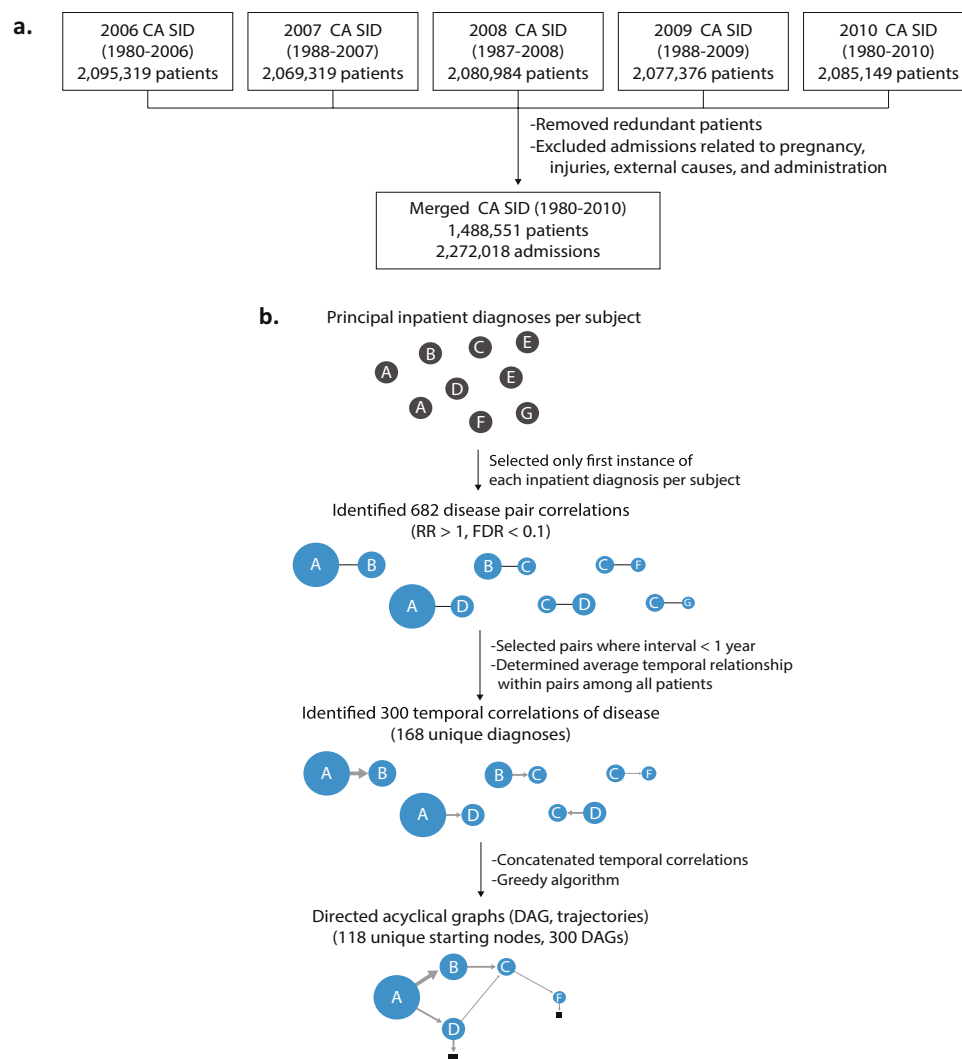 a.
2006 CA SID
(1980-2006)
2,095,319 patients
2007 CA SID
(1988-2007)
2,069,319 patients
2008 CA SID
(1987-2008)
2,080,984 patients
2009 CA SID
(1988-2009)
2,077,376 patients
2010 CA SID
(1980-2010)
2,085,149 patients
-Removed redundant patients
-Excluded admissions related to pregnancy,
injuries, external causes, and administration
Merged CA SID (1980-2010)
1,488,551 patients
2,272,018 admissions
b.
Principal inpatient diagnoses per subject
A
B
C
E
D
E
A
F
G
Selected only first instance of
each inpatient diagnosis per subject
Identified 682 disease pair correlations
(RR > 1, FDR < 0.1)
A B
B C
C F
A D
C D
C G
-Selected pairs where interval < 1 year
-Determined average temporal relationship
within pairs among all patients
Identified 300 temporal correlations of disease
(168 unique diagnoses)
A B
B C
C F
A D
C D
-Concatenated temporal correlations
-Greedy algorithm
Directed acyclical graphs (DAG, trajectories)
(118 unique starting nodes, 300 DAGs)
A
B
C
D
F